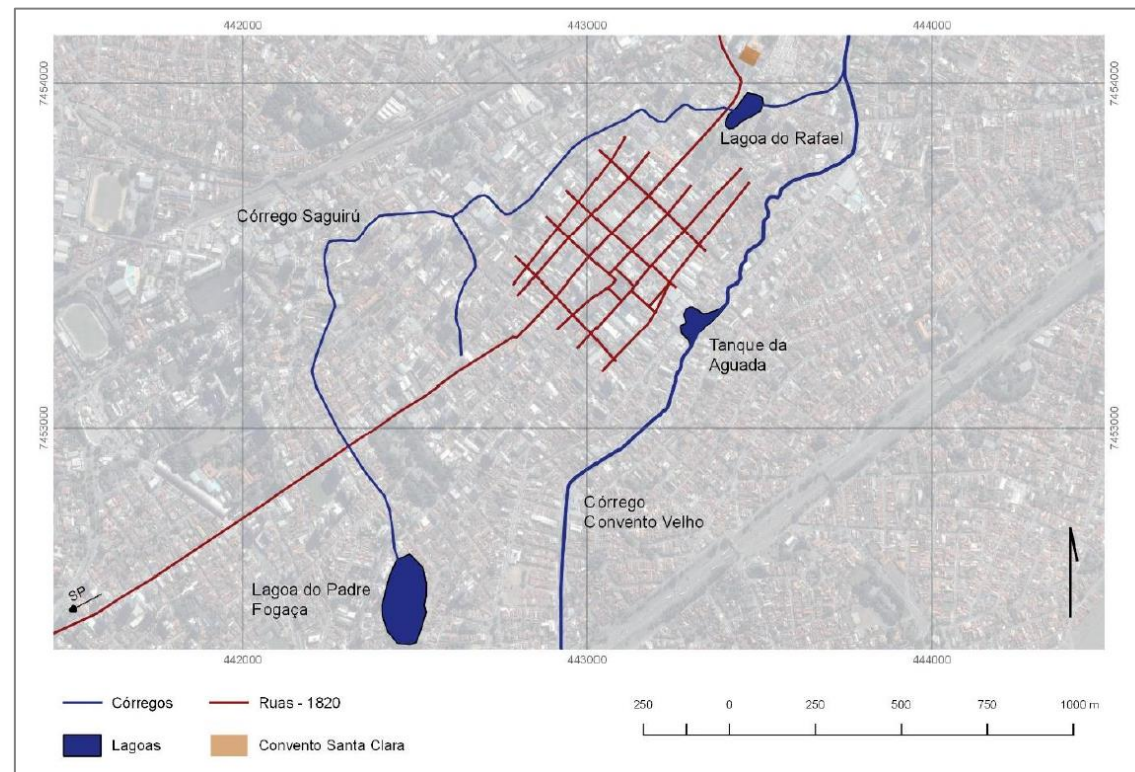 442000 443000 444000
7454000 7454000
Lagoa do Rafael
Córrego Saguirú
Tanque da
Aguada
7453000 7453000
Córrego
Convento Velho
Lagoa do Padre
Fogaça
SP
442000 443000 444000
Córregos Ruas - 1820
250 0 250 500 750 1000 m
Lagoas Convento Santa Clara